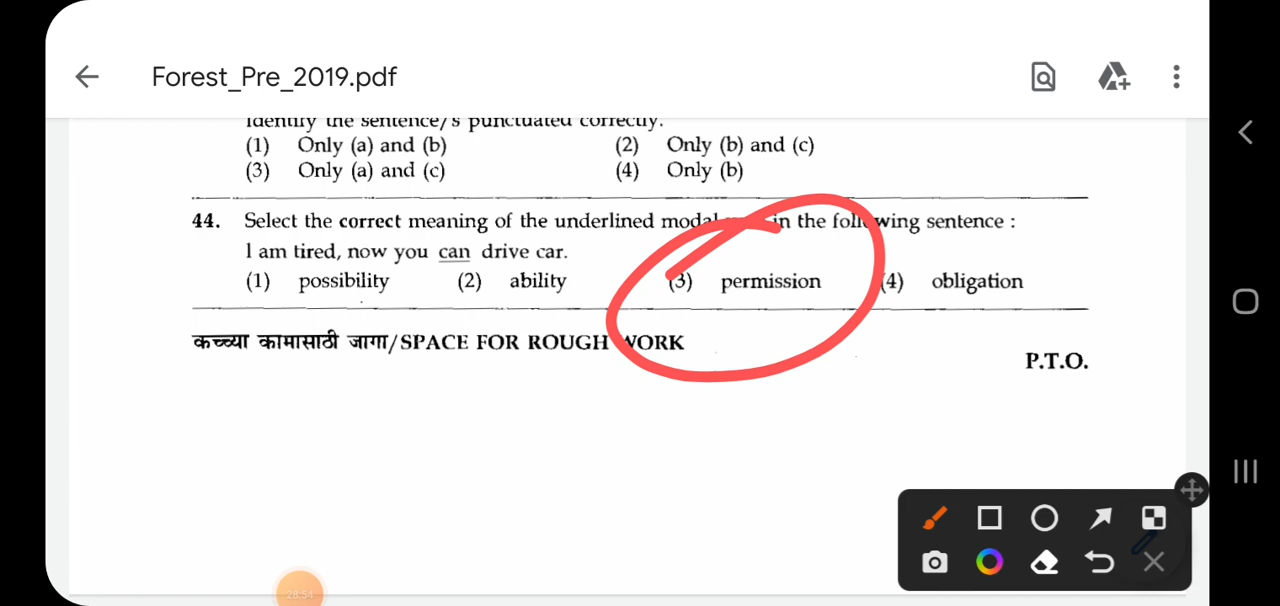 Forest_Pre_2019.pdf
Identify the sentence/s punctuated correctly.
(1) Only (a) and (b) (2) Only (b) and (c)
(3) Only (a) and (c) (4) Only (b)
44. Select the correct meaning of the underlined modal in the following sentence :
I am tired, now you can drive car.
(1) possibility (2) ability (3) permission (4) obligation
कच्च्या कामासाठी जागा/SPACE FOR ROUGH WORK
P.T.O.
28:54